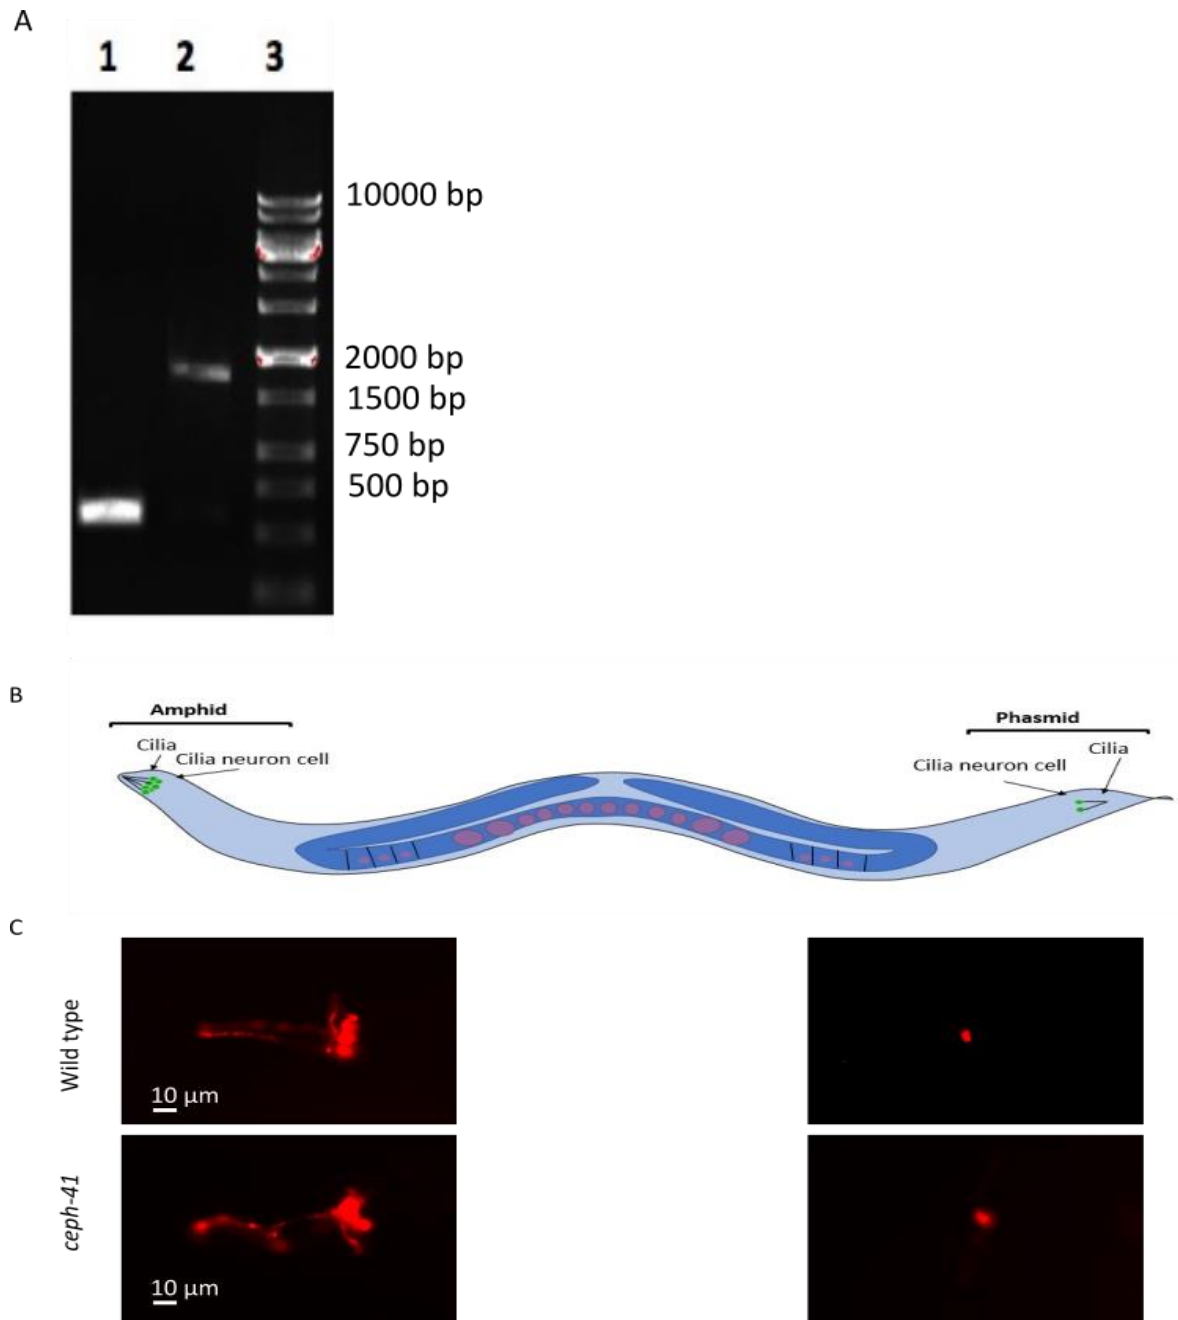 A
1 2 3
10000 bp
2000 bp
1500 bp
750 bp
500 bp
B
Amphid
Phasmid
Cilia
Cilia neuron cell
Cilia
Cilia neuron cell
C
Wild type
10 µm
ceph-41
10 µm